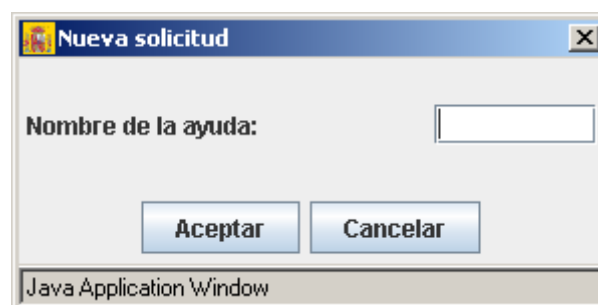 Nueva solicitud
Nombre de la ayuda:
Aceptar Cancelar
Java Application Window